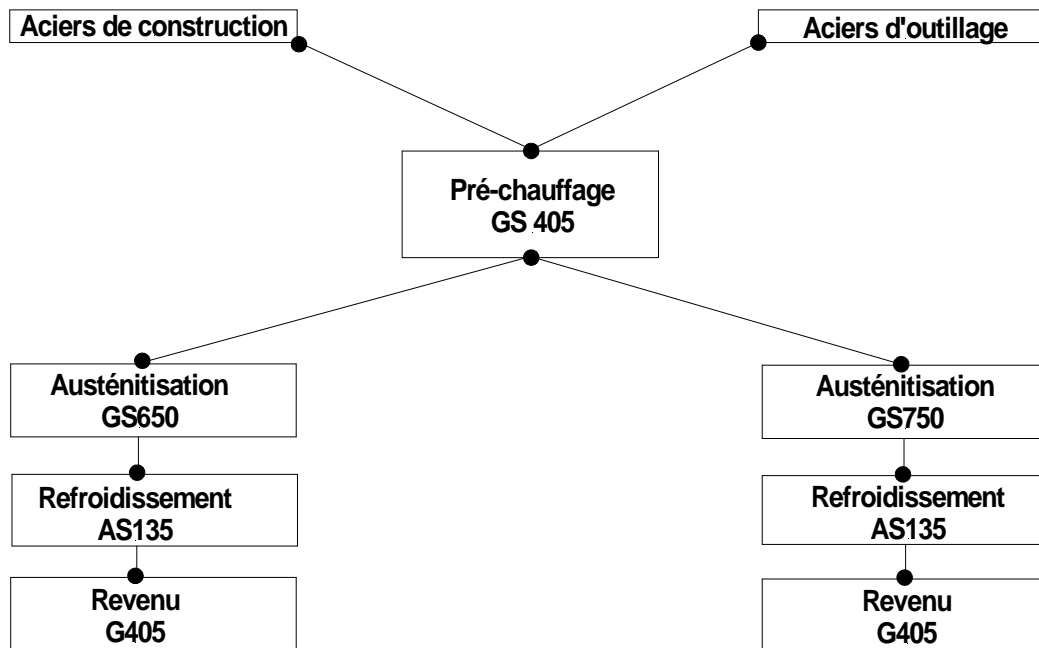 Aciers de construction
Aciers d'outillage
Pré-chauffage
GS 405
Austénitisation
GS650
Austénitisation
GS750
Refroidissement
AS135
Refroidissement
AS135
Revenu
G405
Revenu
G405